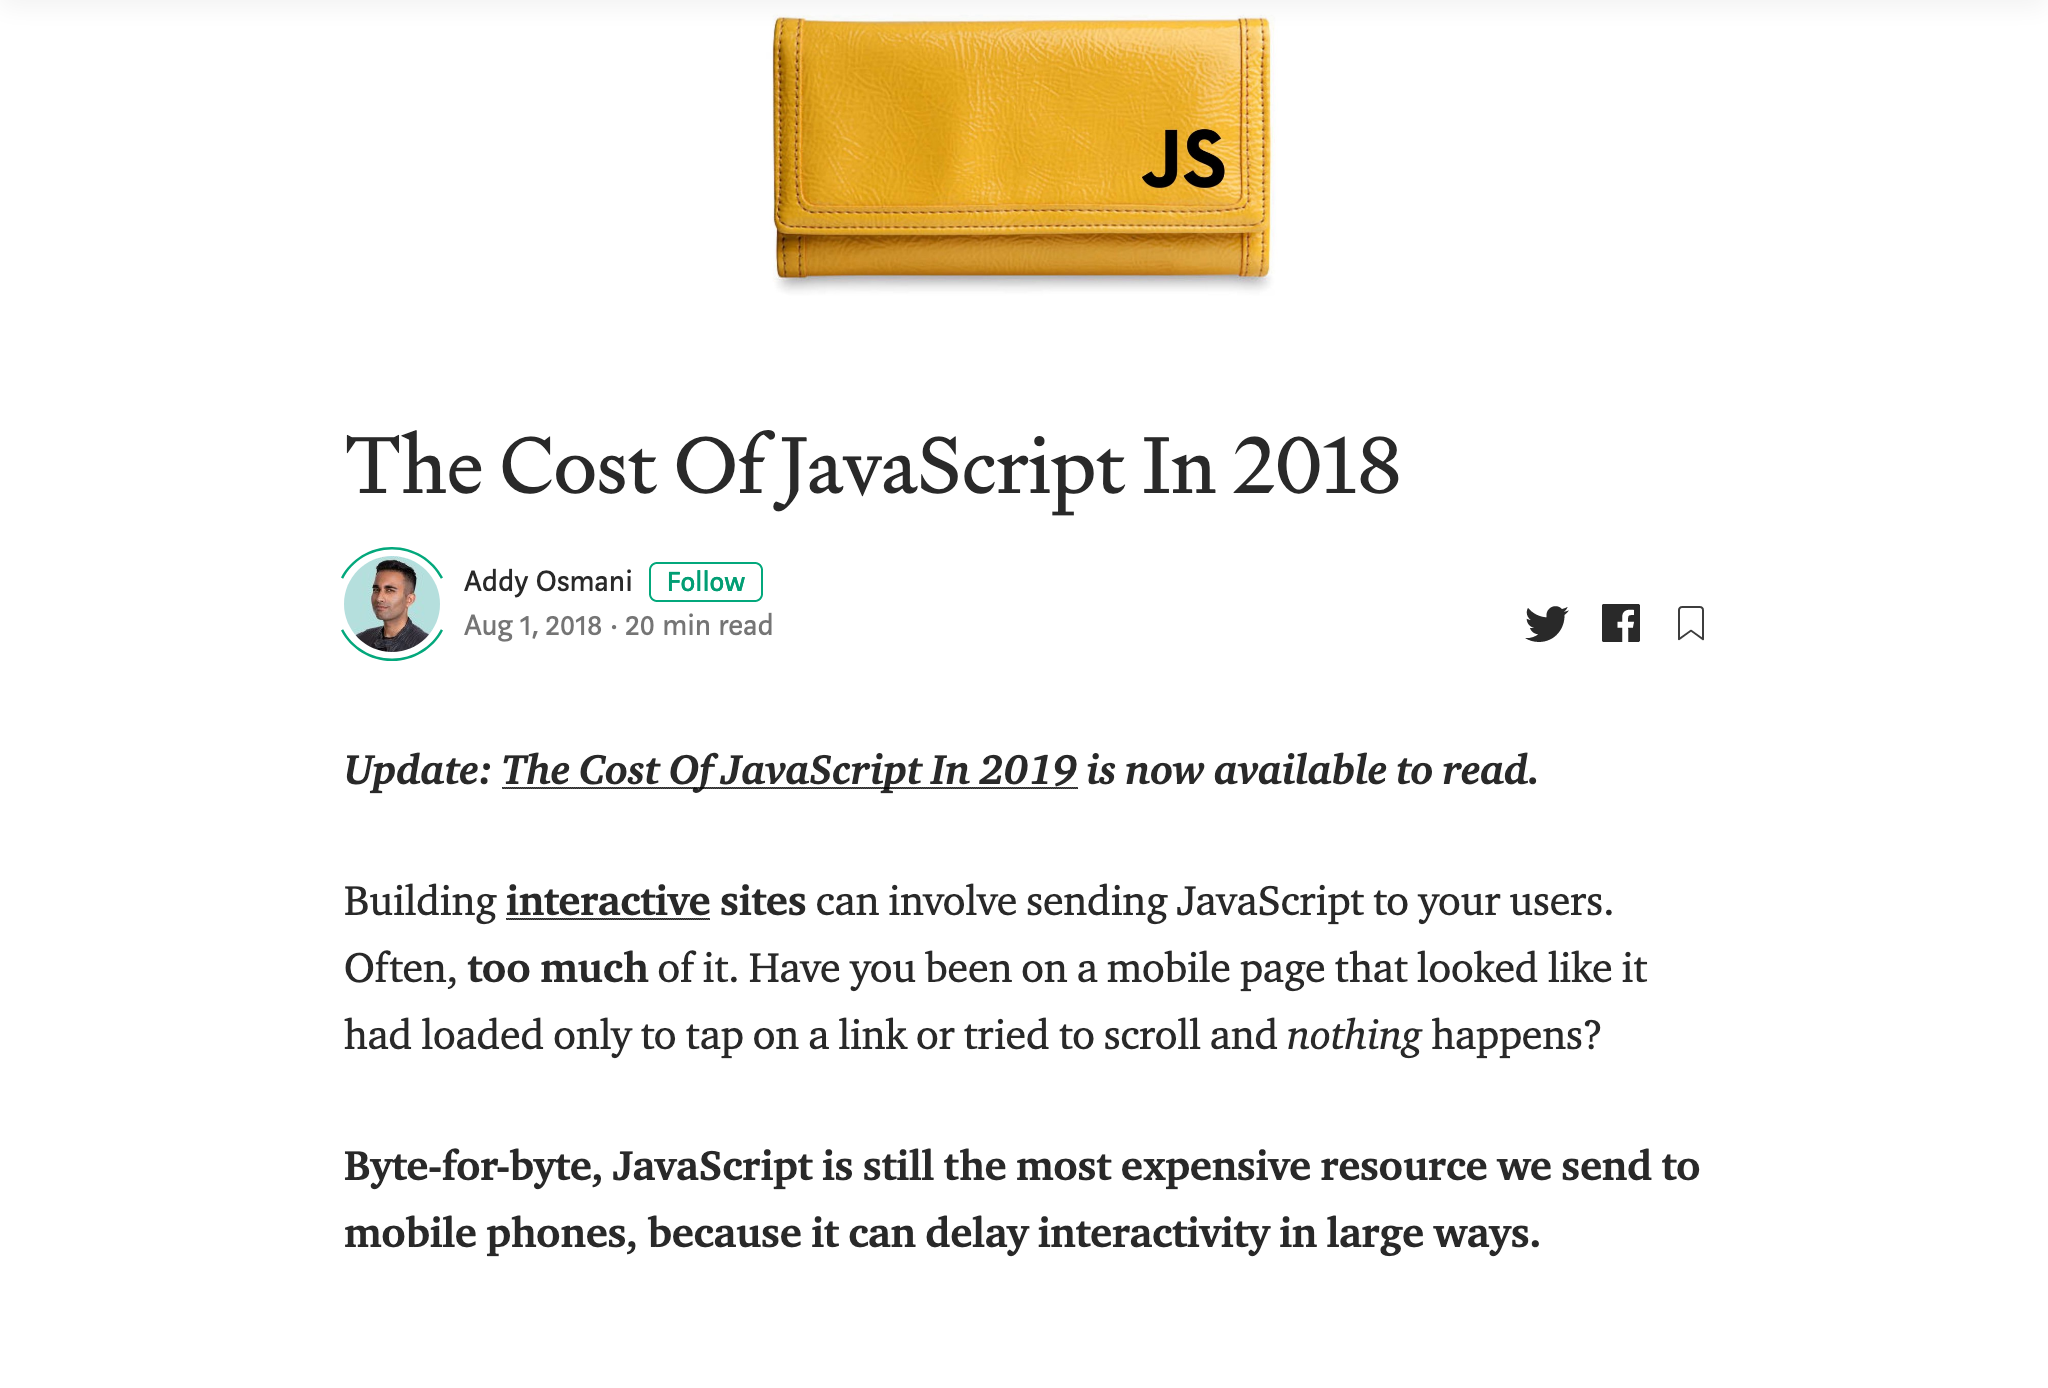 JS
The Cost Of JavaScript In 2018
Addy Osmani Follow
Aug 1, 2018 · 20 min read
Update: The Cost Of JavaScript In 2019 is now available to read.
Building interactive sites can involve sending JavaScript to your users.
Often, too much of it. Have you been on a mobile page that looked like it
had loaded only to tap on a link or tried to scroll and nothing happens?
Byte-for-byte, JavaScript is still the most expensive resource we send to
mobile phones, because it can delay interactivity in large ways.